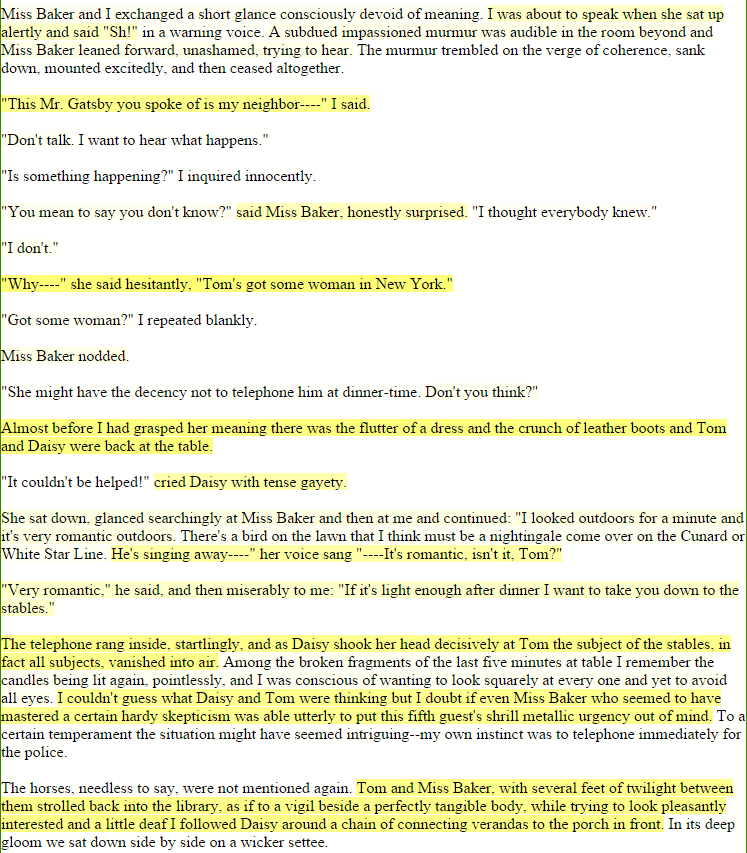 Miss Baker and I exchanged a short glance consciously devoid of meaning. I was about to speak when she sat up
alertly and said "Sh!" in a warning voice. A subdued impassioned murmur was audible in the room beyond and
Miss Baker leaned forward, unashamed, trying to hear. The murmur trembled on the verge of coherence, sank
down, mounted excitedly, and then ceased altogether.
"This Mr. Gatsby you spoke of is my neighbor----" I said.
"Don't talk. I want to hear what happens."
"Is something happening?" I inquired innocently.
"You mean to say you don't know?" said Miss Baker, honestly surprised. "I thought everybody knew."
"I don't."
"Why----" she said hesitantly, "Tom's got some woman in New York."
"Got some woman?" I repeated blankly.
Miss Baker nodded.
"She might have the decency not to telephone him at dinner-time. Don't you think?"
Almost before I had grasped her meaning there was the flutter of a dress and the crunch of leather boots and Tom
and Daisy were back at the table.
"It couldn't be helped!" cried Daisy with tense gayety.
She sat down, glanced searchingly at Miss Baker and then at me and continued: "I looked outdoors for a minute and
it's very romantic outdoors. There's a bird on the lawn that I think must be a nightingale come over on the Cunard or
White Star Line. He's singing away----" her voice sang "----It's romantic, isn't it, Tom?"
"Very romantic," he said, and then miserably to me: "If it's light enough after dinner I want to take you down to the
stables."
The telephone rang inside, startlingly, and as Daisy shook her head decisively at Tom the subject of the stables, in
fact all subjects, vanished into air. Among the broken fragments of the last five minutes at table I remember the
candles being lit again, pointlessly, and I was conscious of wanting to look squarely at every one and yet to avoid
all eyes. I couldn't guess what Daisy and Tom were thinking but I doubt if even Miss Baker who seemed to have
mastered a certain hardy skepticism was able utterly to put this fifth guest's shrill metallic urgency out of mind. To a
certain temperament the situation might have seemed intriguing--my own instinct was to telephone immediately for
the police.
The horses, needless to say, were not mentioned again. Tom and Miss Baker, with several feet of twilight between
them strolled back into the library, as if to a vigil beside a perfectly tangible body, while trying to look pleasantly
interested and a little deaf I followed Daisy around a chain of connecting verandas to the porch in front. In its deep
gloom we sat down side by side on a wicker settee.